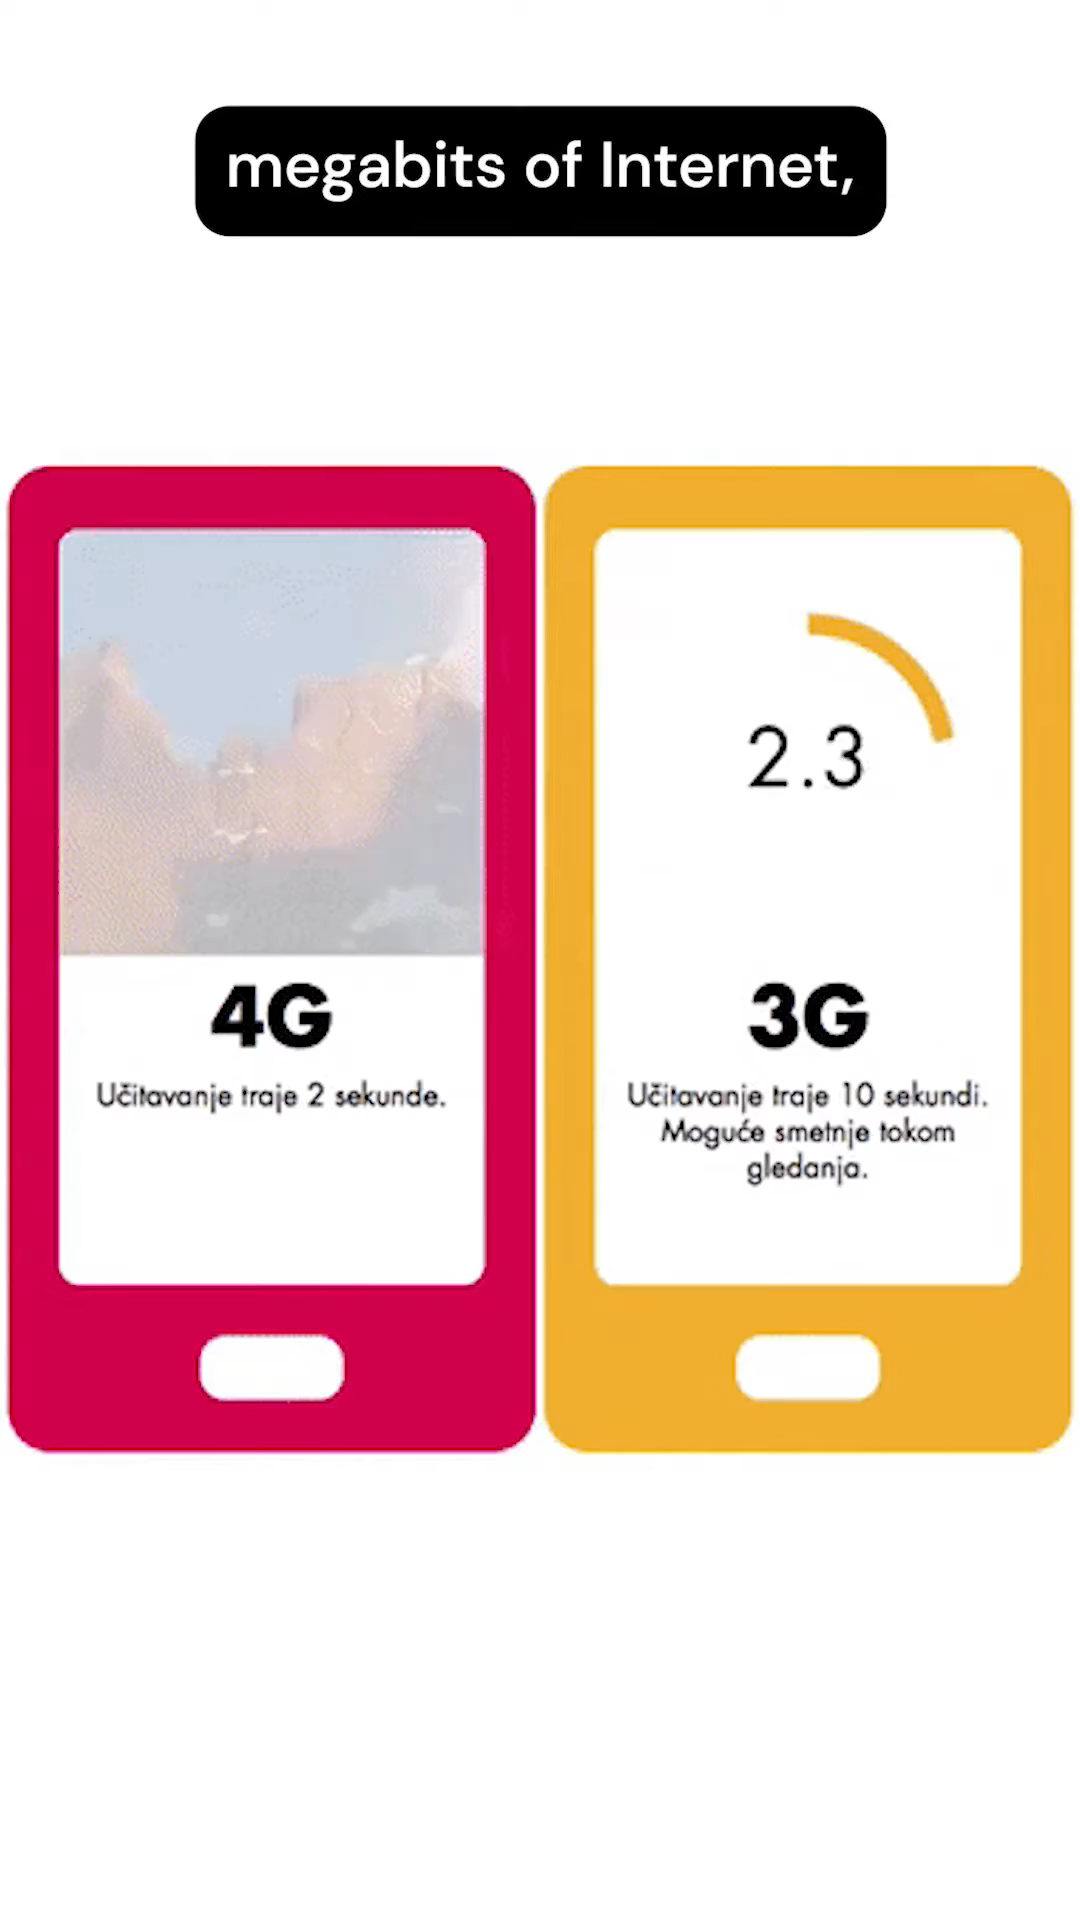 megabits of Internet,
2.3
4G
Učitavanje traje 2 sekunde.
3G
Učitavanje traje 10 sekundi.
Moguće smetnje tokom
gledanja.